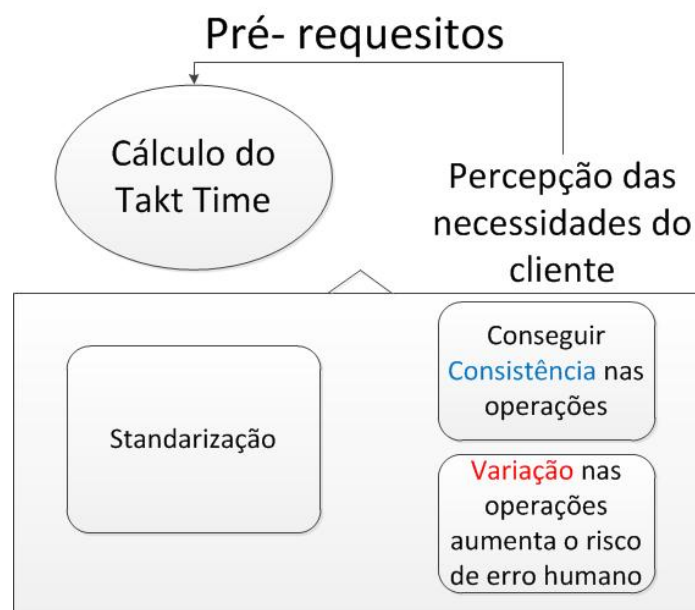 Pré- requesitos
Cálculo do
Takt Time
Percepção das
necessidades do
cliente
Standarização
Conseguir
Consistência nas
operações
Variação nas
operações
aumenta o risco
de erro humano